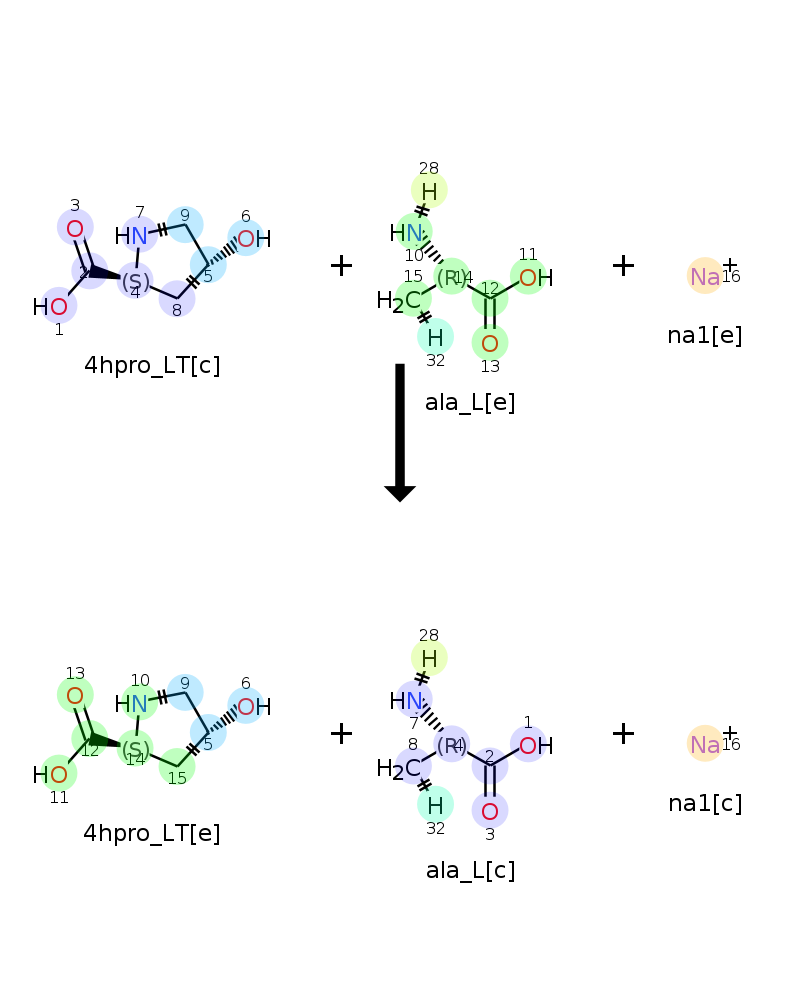 28
3 7 9 6
O HN OH HN H
10 11
2 (S) 5 15 (R) 14 12 OH + Na+ 16
4 H2C
HO 8 H O na1[e]
1 32 13
4hpro_LT[c]
ala_L[e]
28
13 10 9 6 H
O HN OH HN
7 1
12 (S) 5 8 (R) 4 2 OH + Na+ 16
14 H2C
HO 15 H O na1[c]
11 32 3
4hpro_LT[e]
ala_L[c]